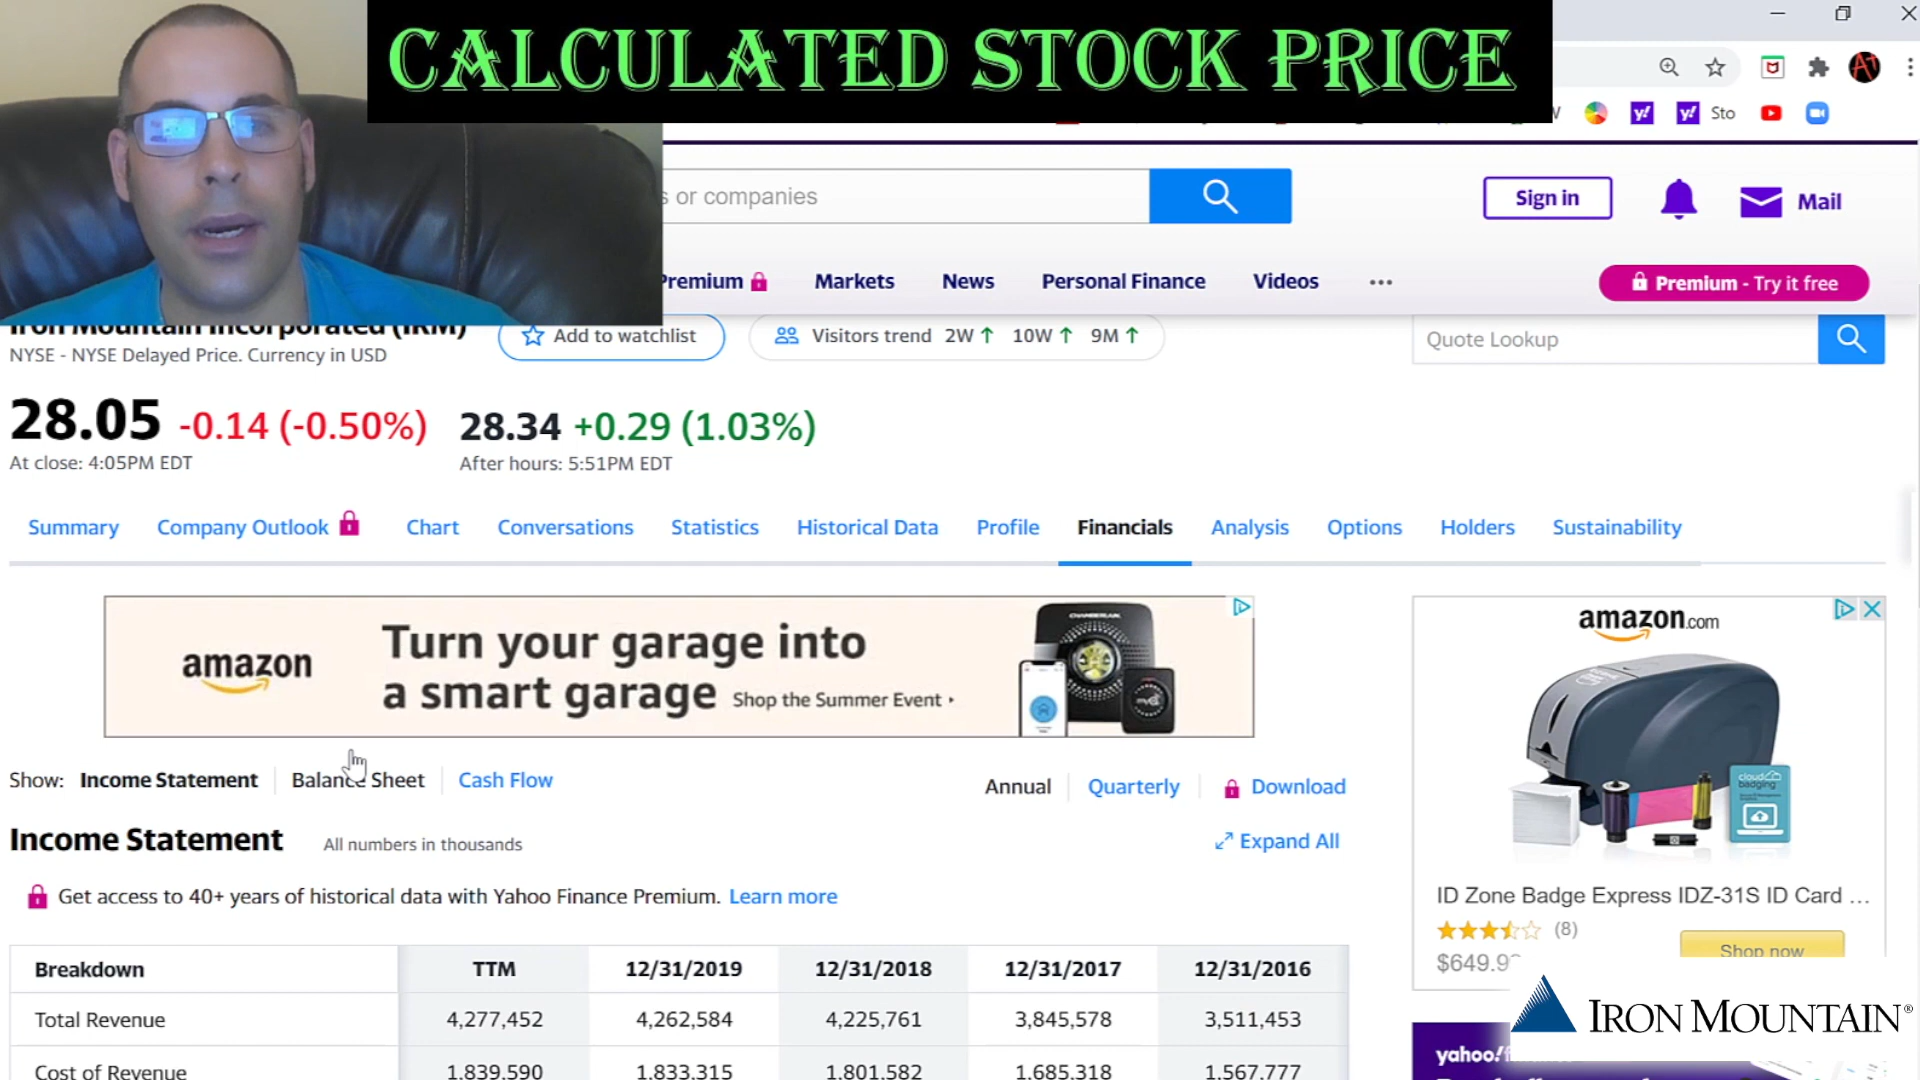 CALCULATED STOCK PRICE
Sto
s or companies
Sign in
Mail
Premium
Markets
News
Personal Finance
Videos
Premium - Try it free
Iron Mountain Incorporated (IRM)
Add to watchlist
Visitors trend 2W ↑ 10W ↑ 9M ↑
Quote Lookup
NYSE - NYSE Delayed Price. Currency in USD
28.05 -0.14 (-0.50%)
28.34 +0.29 (1.03%)
At close: 4:05PM EDT
After hours: 5:51PM EDT
Summary Company Outlook Chart Conversations Statistics Historical Data Profile Financials Analysis Options Holders Sustainability
amazon
Turn your garage into
a smart garage Shop the Summer Event
amazon.com
Show: Income Statement Balance Sheet Cash Flow
Annual Quarterly Download
Income Statement All numbers in thousands
Expand All
Get access to 40+ years of historical data with Yahoo Finance Premium. Learn more
ID Zone Badge Express IDZ-31S ID Card ...
(8)
Shop now
Breakdown TTM 12/31/2019 12/31/2018 12/31/2017 12/31/2016
Total Revenue 4,277,452 4,262,584 4,225,761 3,845,578 3,511,453
Cost of Revenue 1,839,590 1,833,315 1,801,582 1,685,318 1,567,777
IRON MOUNTAIN®
yahoo!